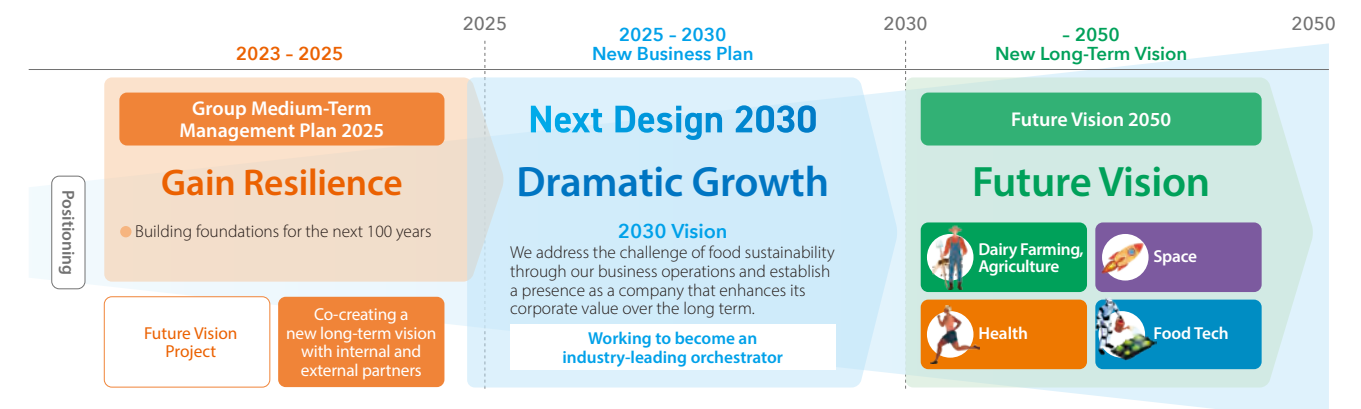 2025
2030
2050
2023 – 2025
2025 – 2030
New Business Plan
– 2050
New Long-Term Vision
Positioning
Group Medium-Term
Management Plan 2025
Gain Resilience
Building foundations for the next 100 years
Future Vision
Project
Co-creating a
new long-term vision
with internal and
external partners
Next Design 2030
Dramatic Growth
2030 Vision
We address the challenge of food sustainability
through our business operations and establish
a presence as a company that enhances its
corporate value over the long term.
Working to become an
industry-leading orchestrator
Future Vision 2050
Future Vision
Dairy Farming,
Agriculture
Space
Health
Food Tech